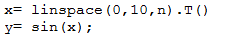 x= linspace(0,10,n).T()
y= sin(x);